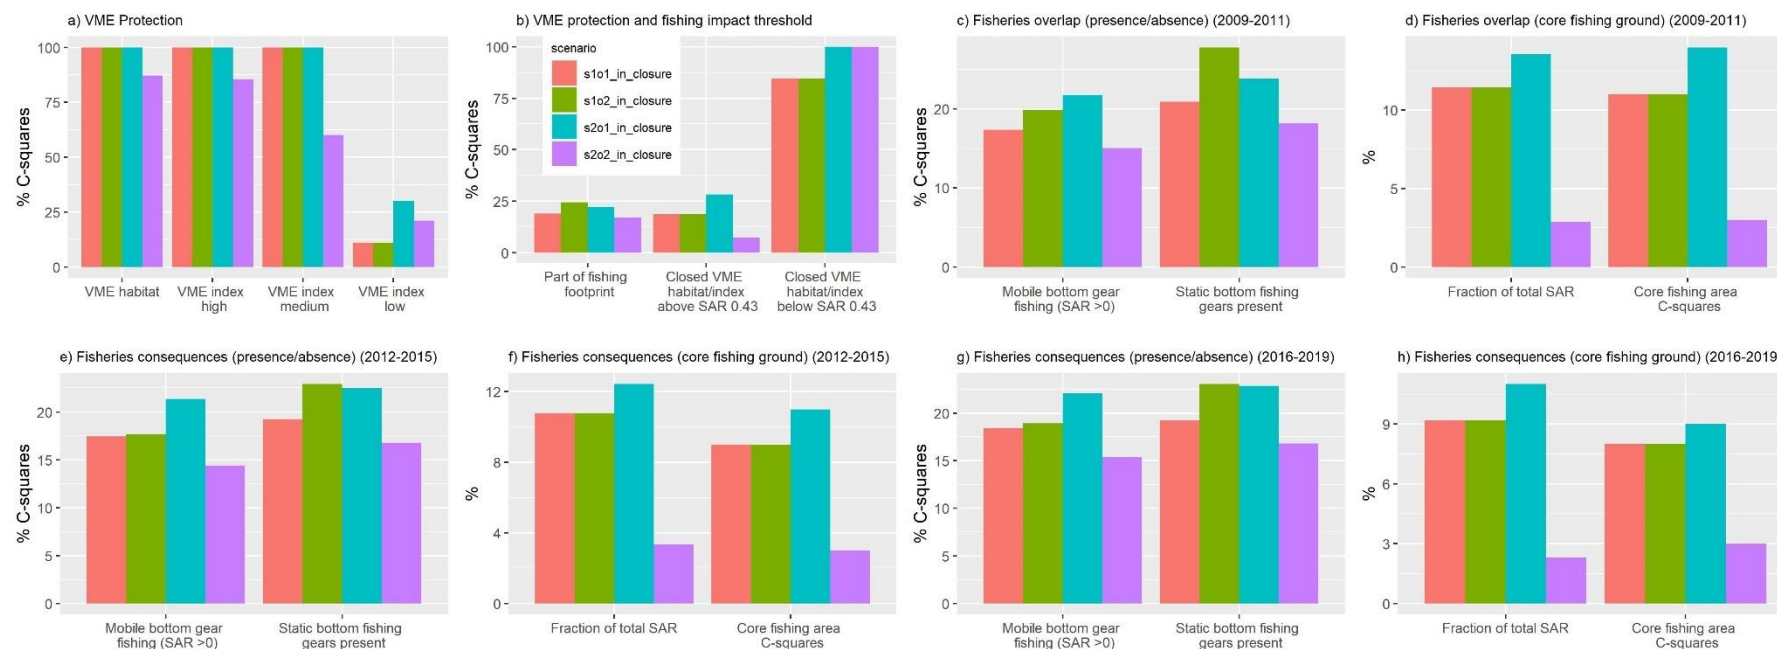 a) VME Protection
100
75
50
25
0
% C-squares
VME habitat
VME index
high
VME index
medium
VME index
low
b) VME protection and fishing impact threshold
100
75
50
25
0
% C-squares
scenario
s1o1_in_closure
s1o2_in_closure
s2o1_in_closure
s2o2_in_closure
Part of fishing
footprint
Closed VME
habitat/index
above SAR 0.43
Closed VME
habitat/index
below SAR 0.43
c) Fisheries overlap (presence/absence) (2009-2011)
20
10
0
% C-squares
Mobile bottom gear
fishing (SAR >0)
Static bottom fishing
gears present
d) Fisheries overlap (core fishing ground) (2009-2011)
10
5
0
%
Fraction of total SAR
Core fishing area
C-squares
e) Fisheries consequences (presence/absence) (2012-2015)
20
15
10
5
0
% C-squares
Mobile bottom gear
fishing (SAR >0)
Static bottom fishing
gears present
f) Fisheries consequences (core fishing ground) (2012-2015)
12
8
4
0
%
Fraction of total SAR
Core fishing area
C-squares
g) Fisheries consequences (presence/absence) (2016-2019)
20
15
10
5
0
% C-squares
Mobile bottom gear
fishing (SAR >0)
Static bottom fishing
gears present
h) Fisheries consequences (core fishing ground) (2016-2019
9
6
3
0
%
Fraction of total SAR
Core fishing area
C-squares